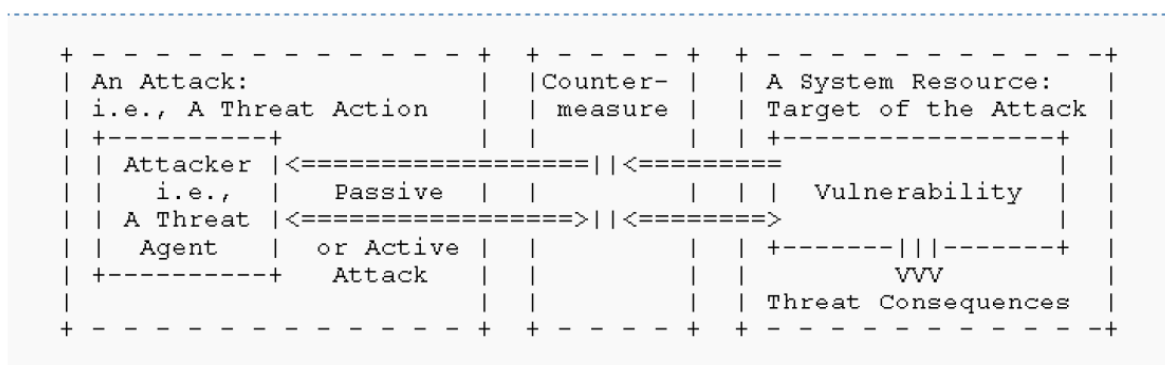 + - - - - - - - - - - - - - +  + - - - - +  + - - - - - - - - - - -+
| An Attack:                |  |Counter- |  | A System Resource:   |
| i.e., A Threat Action     |  | measure |  | Target of the Attack |
| +----------+              |  |         |  | +-----------------+  |
| | Attacker |<==================||<=========                 |  |
| |   i.e.,  |   Passive    |  |         |  | |  Vulnerability  |  |
| | A Threat |<=================>||<========>                 |  |
| |  Agent   |  or Active   |  |         |  | +-------|||-------+  |
| +----------+   Attack     |  |         |  |         VVV          |
|                           |  |         |  | Threat Consequences  |
+ - - - - - - - - - - - - - +  + - - - - +  + - - - - - - - - - - -+